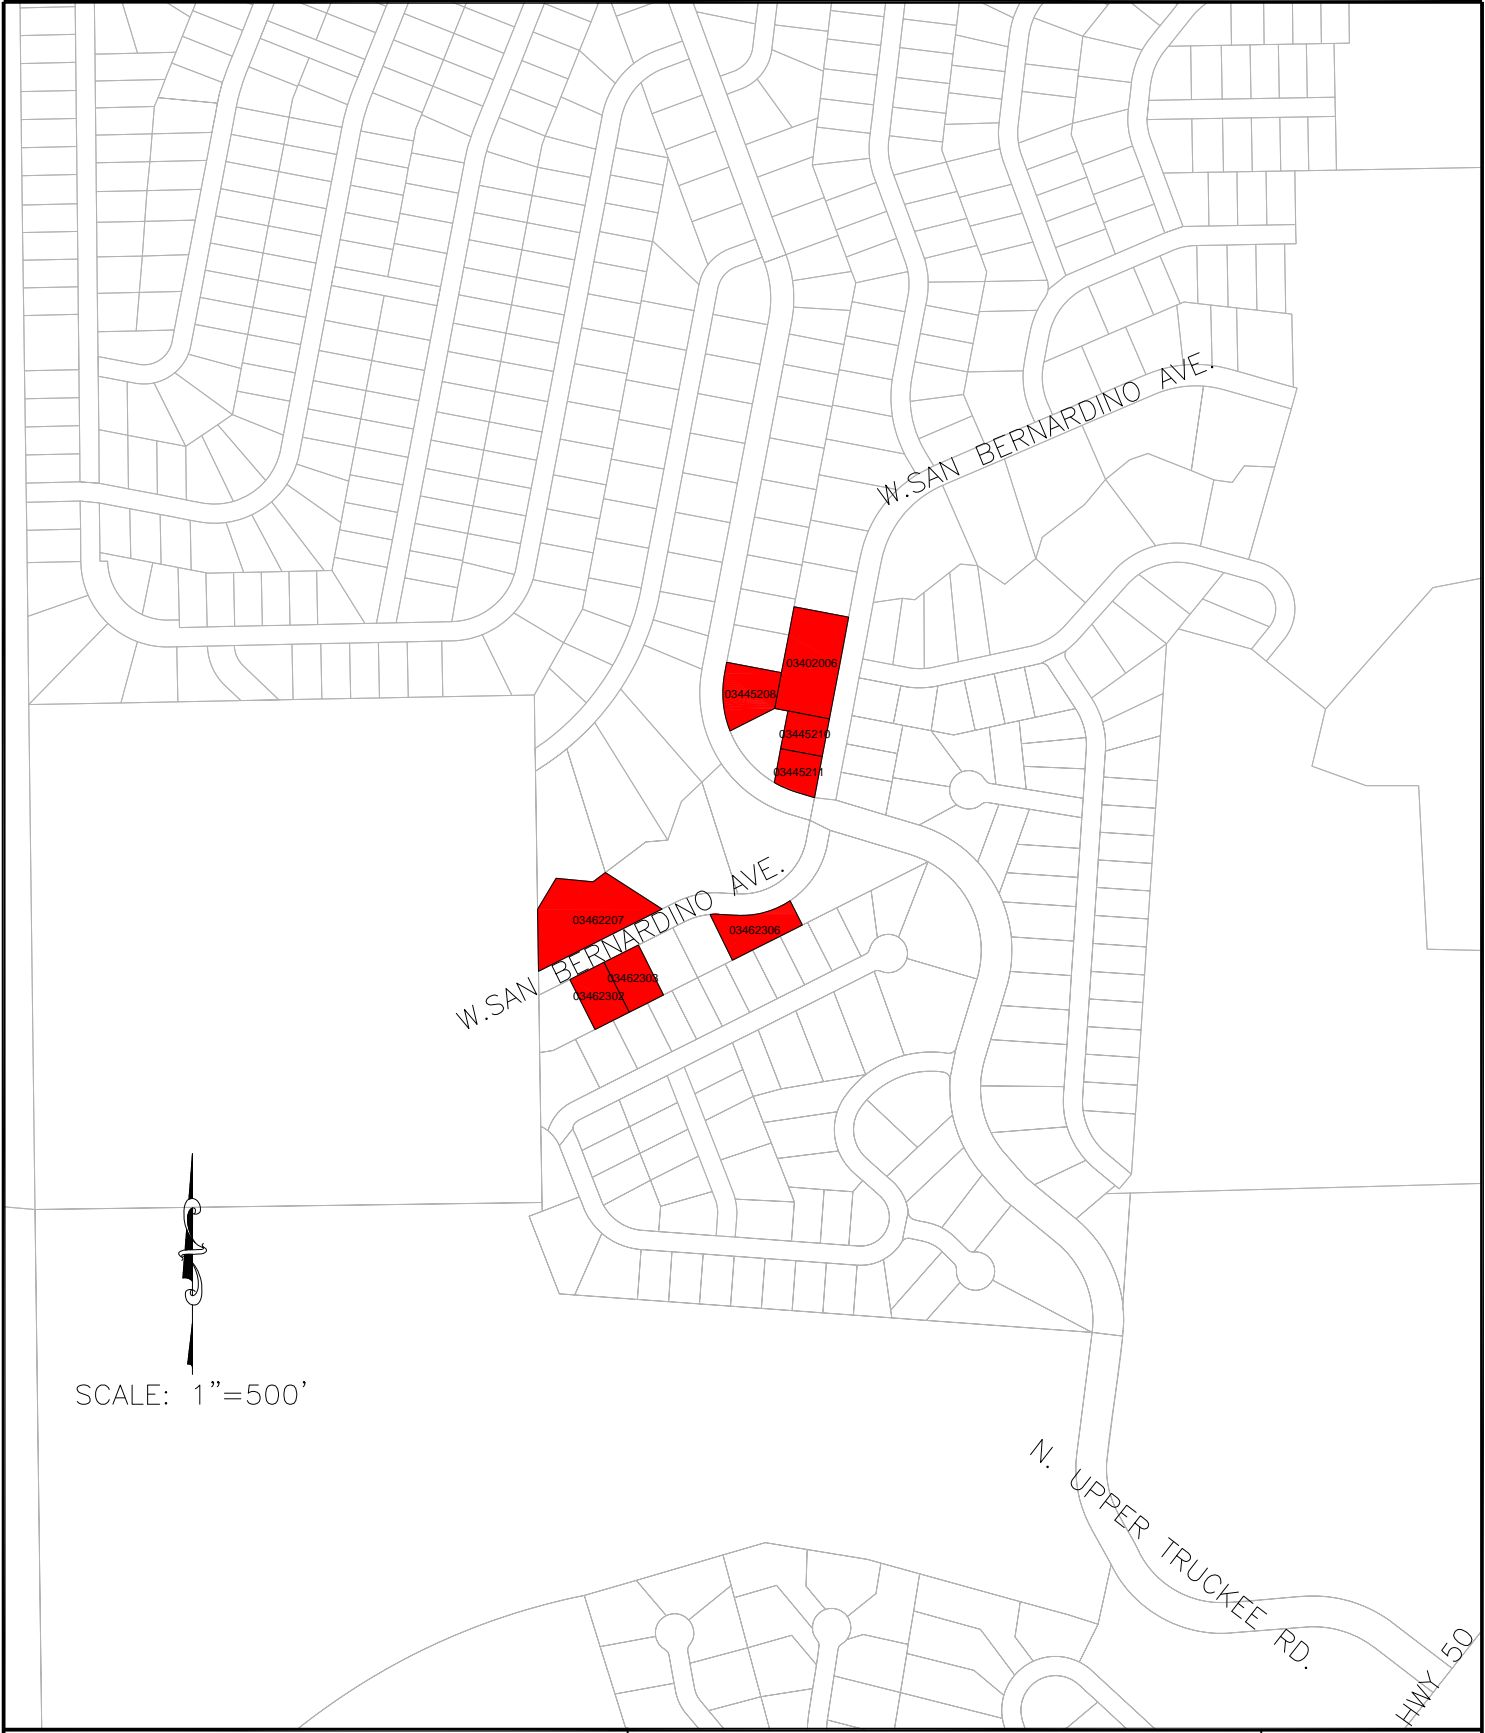 W.SAN BERNARDINO AVE.
03402006
03445208
03445210
03445211
W.SAN BERNARDINO AVE.
03462207
03462306
03462303
03462302
SCALE: 1"=500'
N. UPPER TRUCKEE RD.
HWY 50